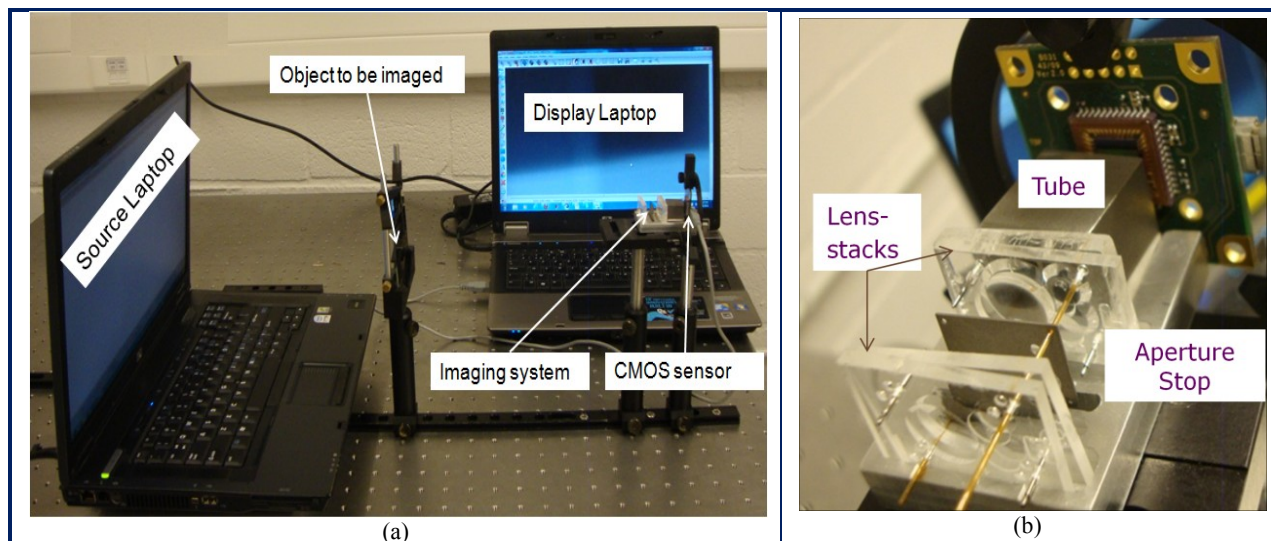 Object to be imaged
Display Laptop
Source Laptop
Imaging system
CMOS sensor
(a)
Tube
Lens-
stacks
Aperture
Stop
(b)